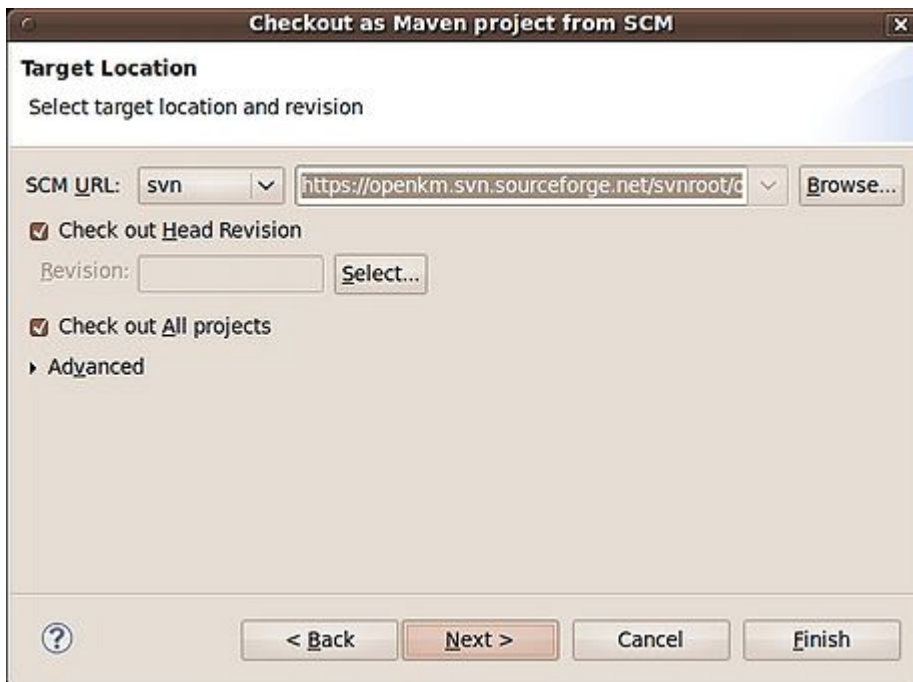 Checkout as Maven project from SCM
Target Location
Select target location and revision
SCM URL: svn https://openkm.svn.sourceforge.net/svnroot/o Browse...
Check out Head Revision
Revision: Select...
Check out All projects
Advanced
? < Back Next > Cancel Finish